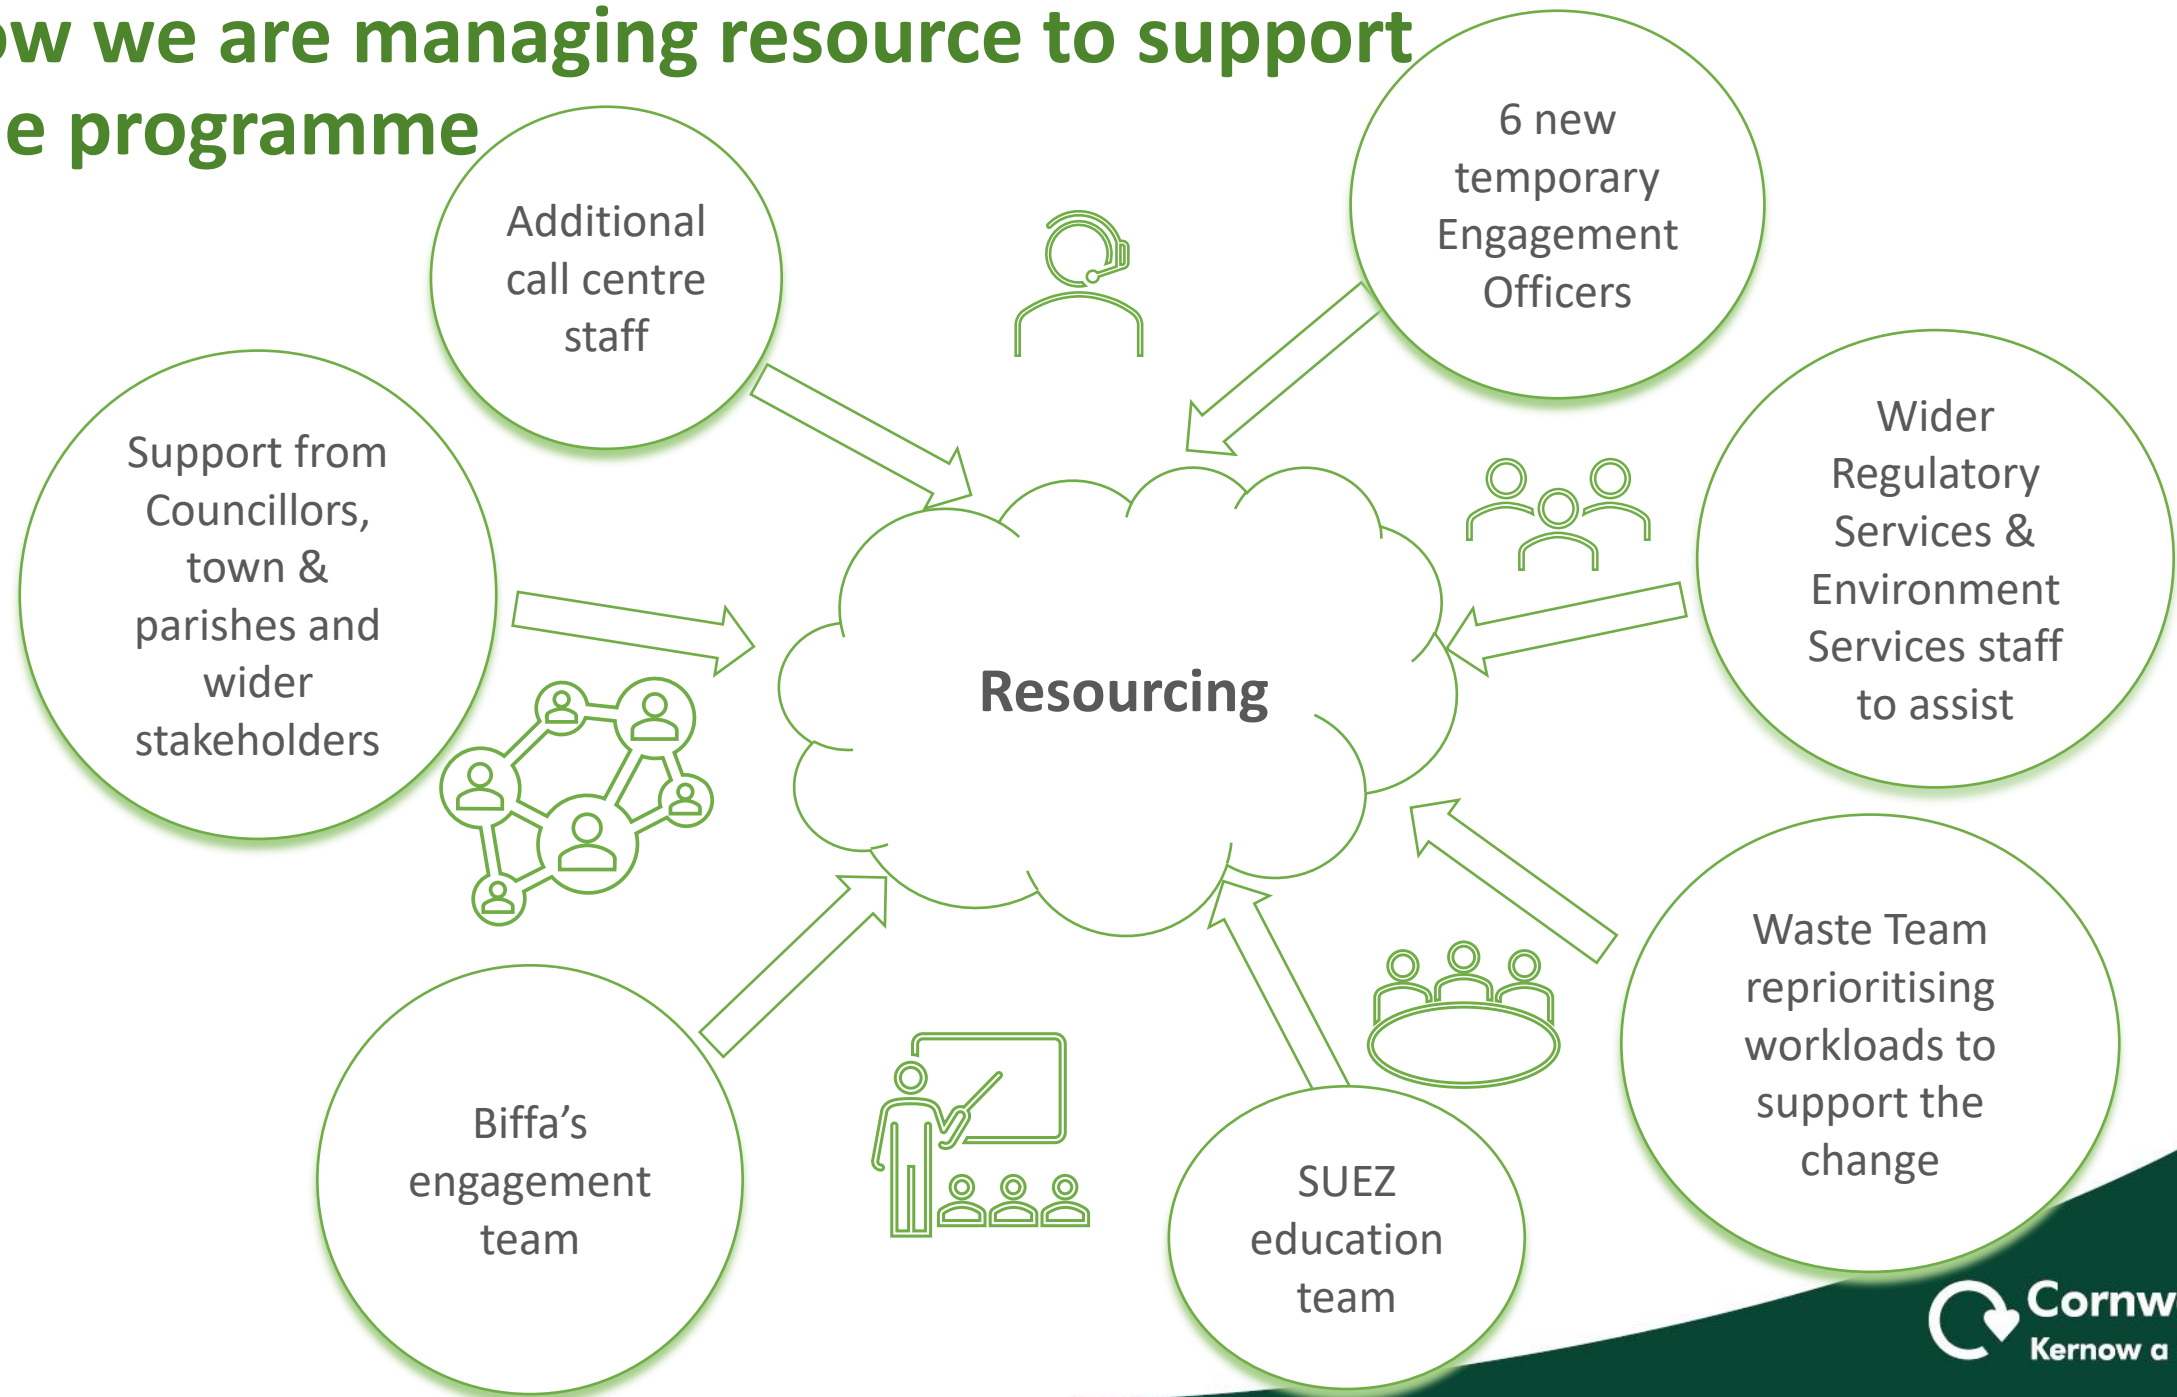 ow we are managing resource to support
e programme
Additional
call centre
staff
6 new
temporary
Engagement
Officers
Support from
Councillors,
town &
parishes and
wider
stakeholders
Wider
Regulatory
Services &
Environment
Services staff
to assist
Resourcing
Waste Team
reprioritising
workloads to
support the
change
Biffa’s
engagement
team
SUEZ
education
team
Cornw
Kernow a